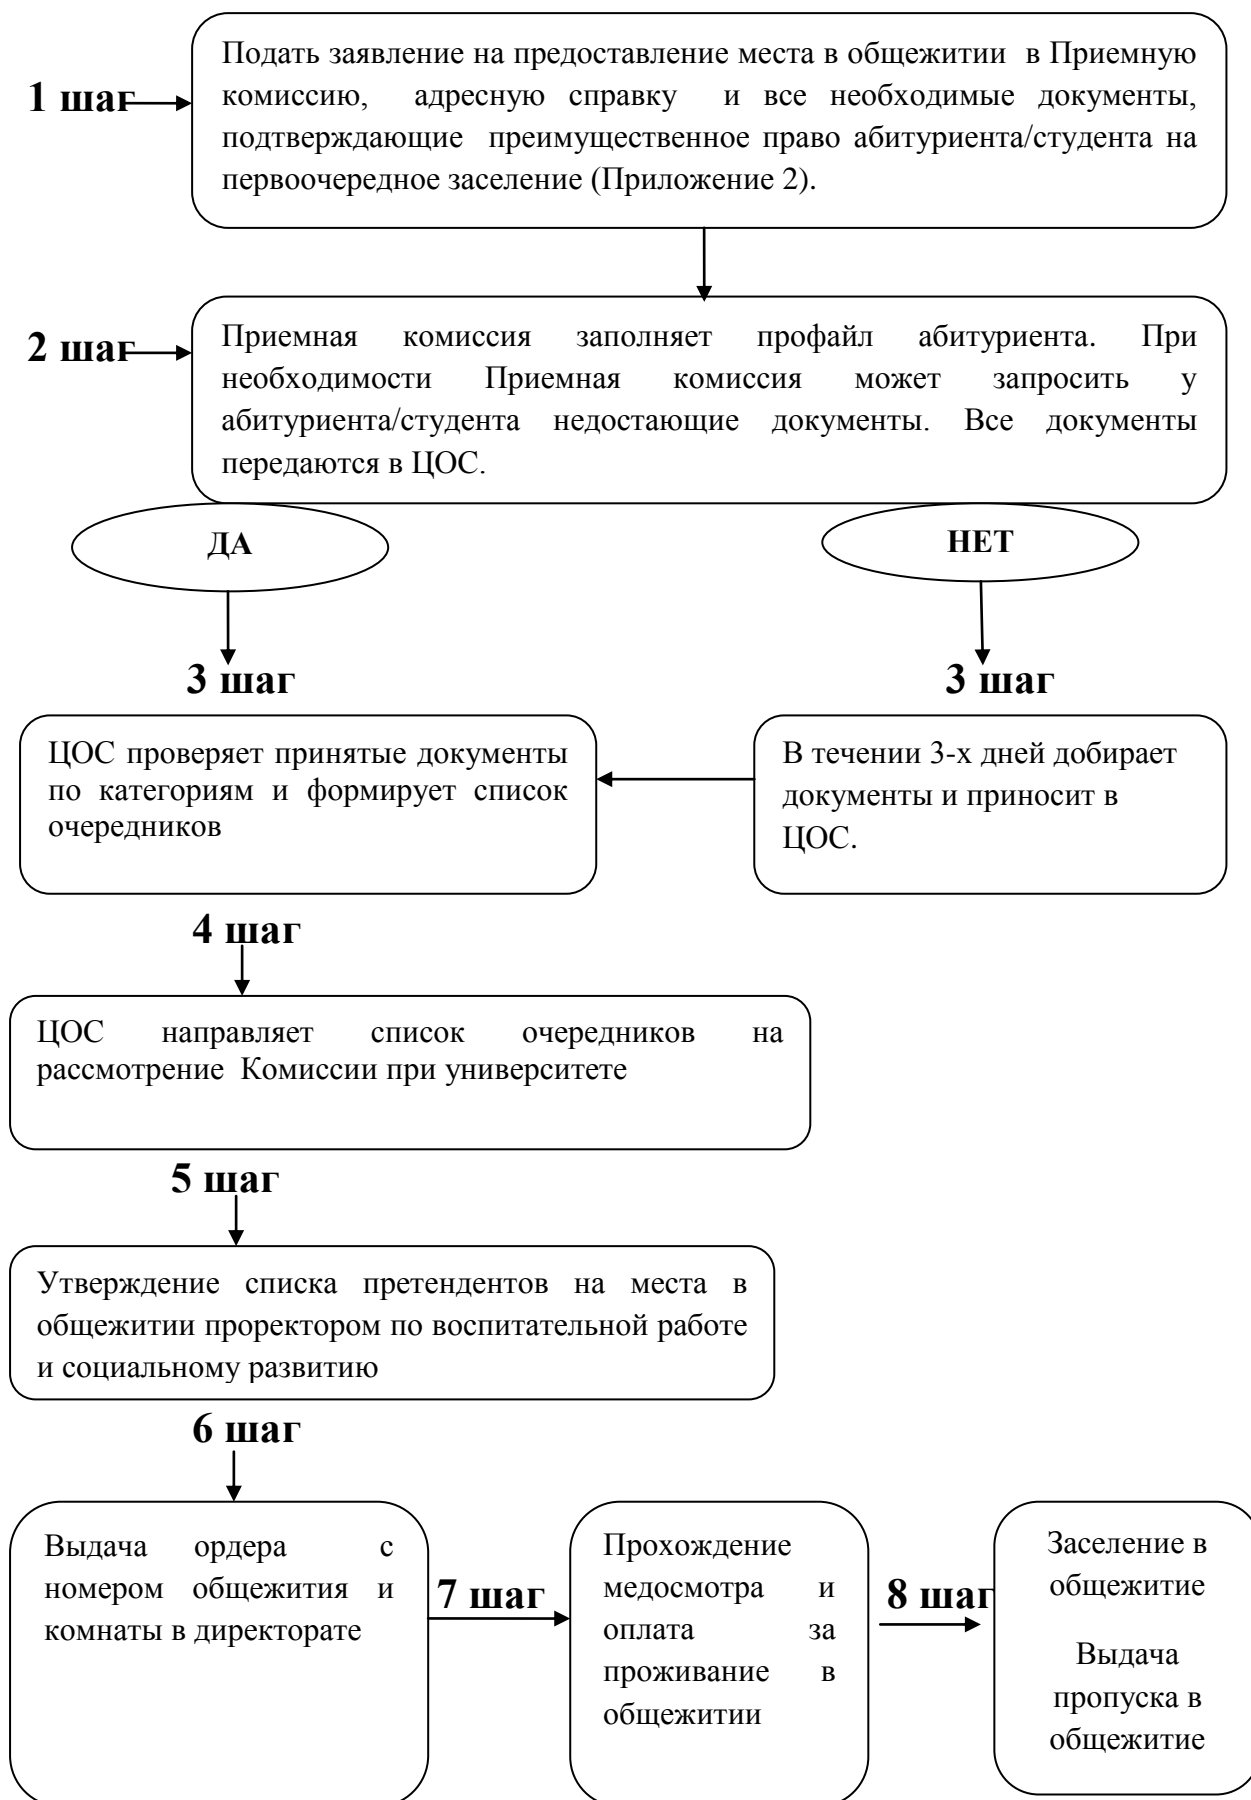 1 шаг
Подать заявление на предоставление места в общежитии в Приемную
комиссию, адресную справку и все необходимые документы,
подтверждающие преимущественное право абитуриента/студента на
первоочередное заселение (Приложение 2).
2 шаг
Приемная комиссия заполняет профайл абитуриента. При
необходимости Приемная комиссия может запросить у
абитуриента/студента недостающие документы. Все документы
передаются в ЦОС.
ДА
НЕТ
3 шаг
3 шаг
ЦОС проверяет принятые документы
по категориям и формирует список
очередников
В течении 3-х дней добирает
документы и приносит в
ЦОС.
4 шаг
ЦОС направляет список очередников на
рассмотрение Комиссии при университете
5 шаг
Утверждение списка претендентов на места в
общежитии проректором по воспитательной работе
и социальному развитию
6 шаг
Выдача ордера с
номером общежития и
комнаты в директорате
7 шаг
Прохождение
медосмотра и
оплата за
проживание в
общежитии
8 шаг
Заселение в
общежитие
Выдача
пропуска в
общежитие